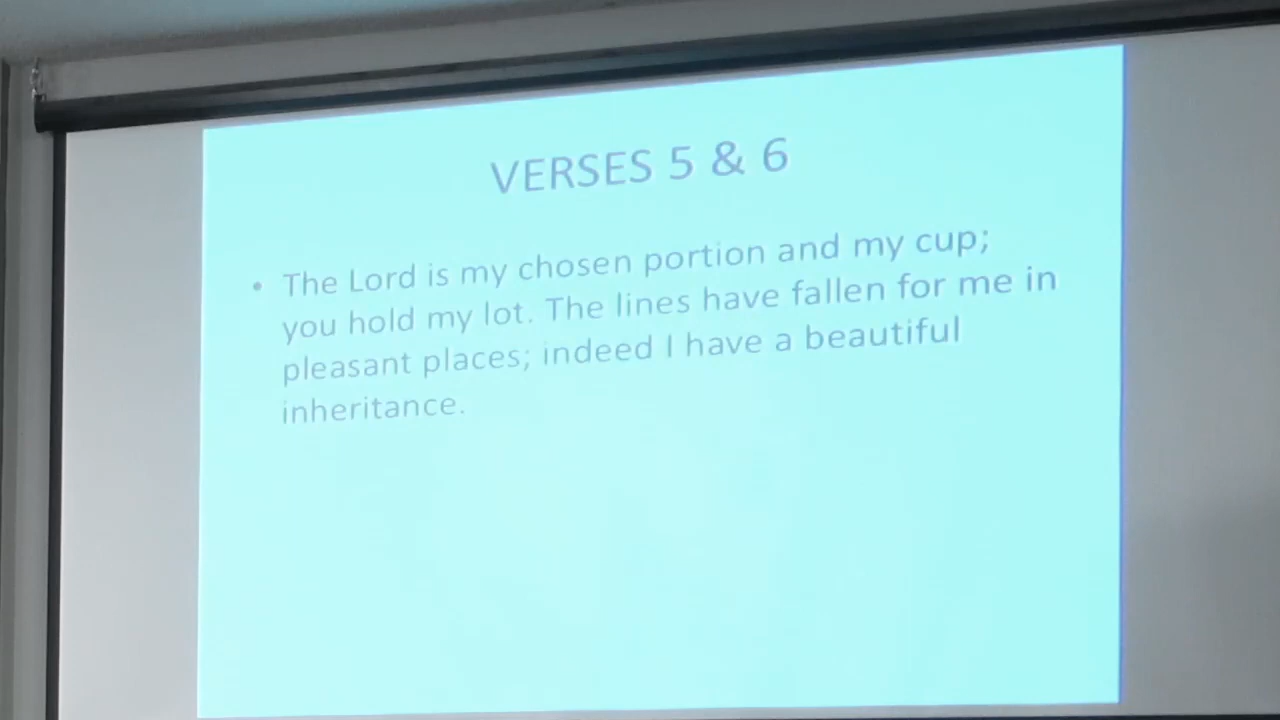 VERSES 5 & 6
• The Lord is my chosen portion and my cup;
you hold my lot. The lines have fallen for me in
pleasant places; indeed I have a beautiful
inheritance.